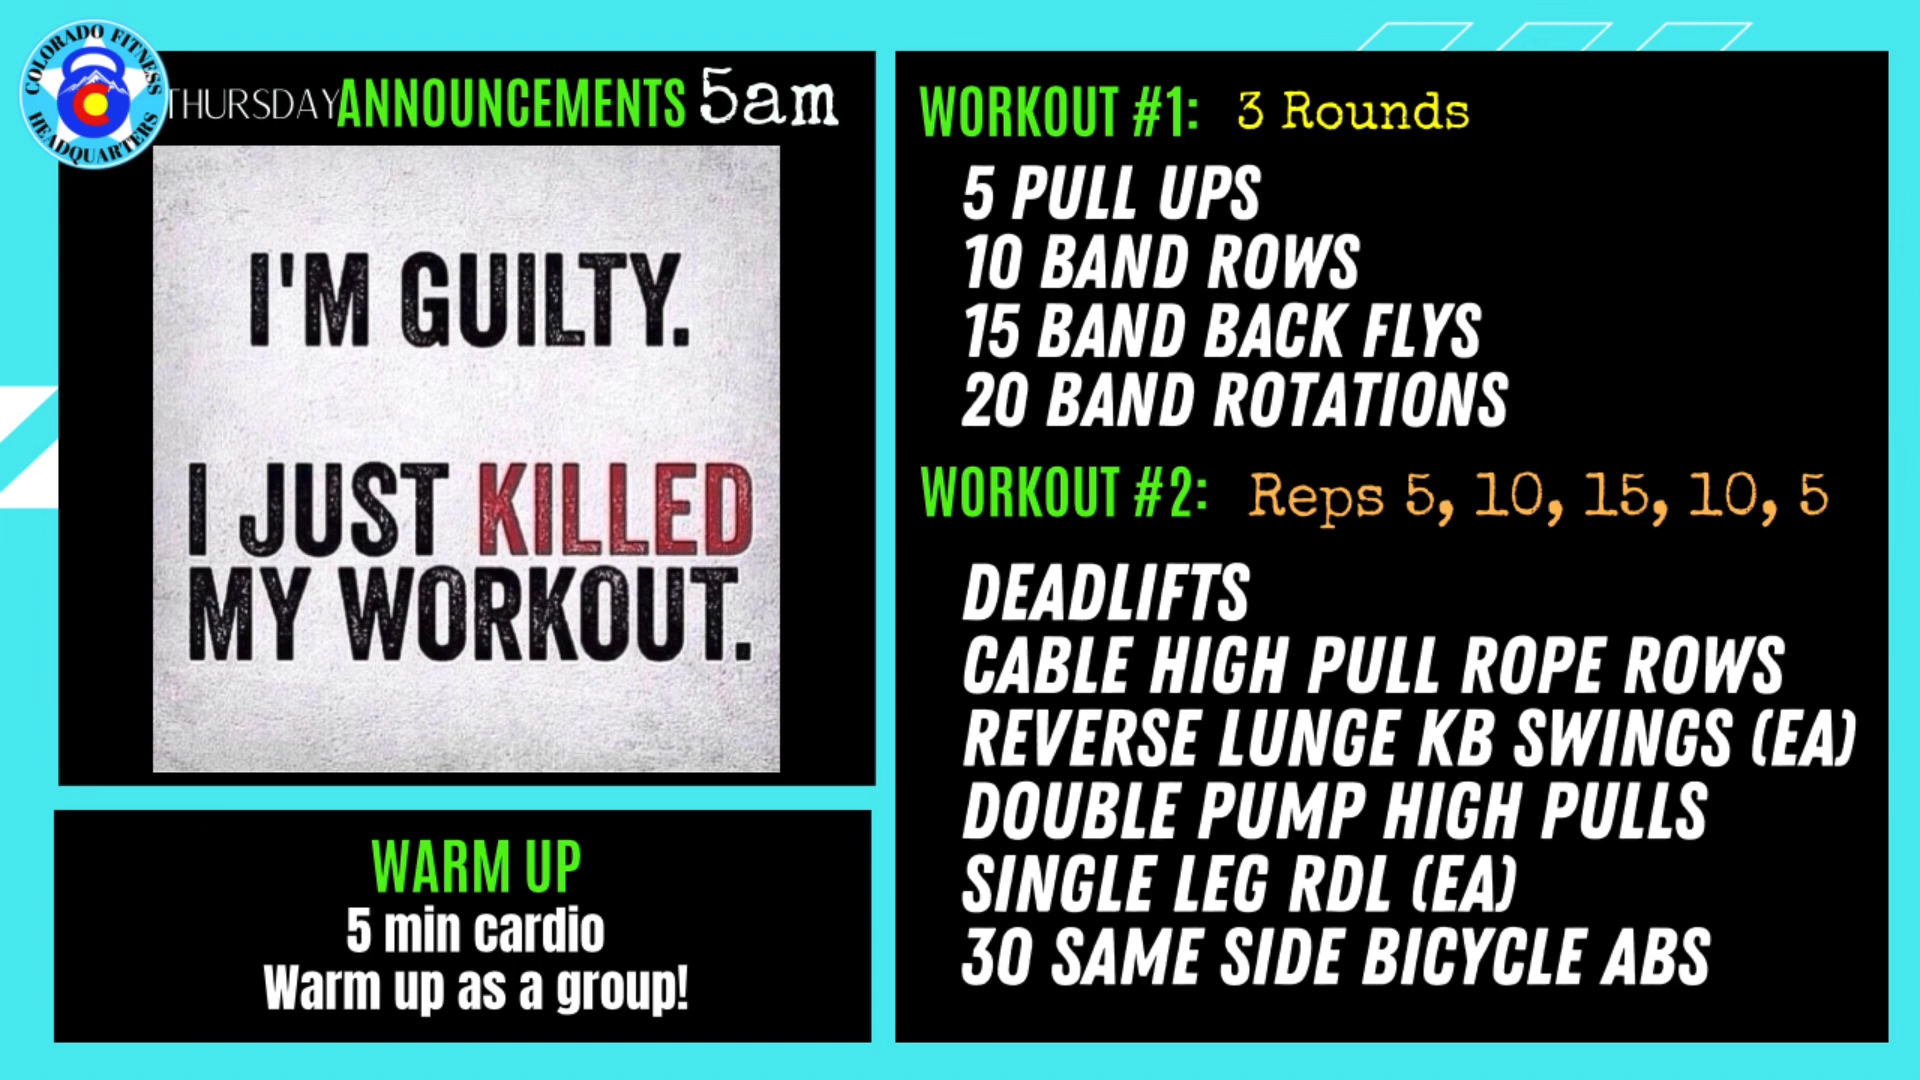 COLORADO FITNESS
HEADQUARTERS
THURSDAY ANNOUNCEMENTS 5am
I'M GUILTY.
I JUST KILLED
MY WORKOUT.
WARM UP
5 min cardio
Warm up as a group!
WORKOUT #1: 3 Rounds
5 PULL UPS
10 BAND ROWS
15 BAND BACK FLYS
20 BAND ROTATIONS
WORKOUT #2: Reps 5, 10, 15, 10, 5
DEADLIFTS
CABLE HIGH PULL ROPE ROWS
REVERSE LUNGE KB SWINGS (EA)
DOUBLE PUMP HIGH PULLS
SINGLE LEG RDL (EA)
30 SAME SIDE BICYCLE ABS